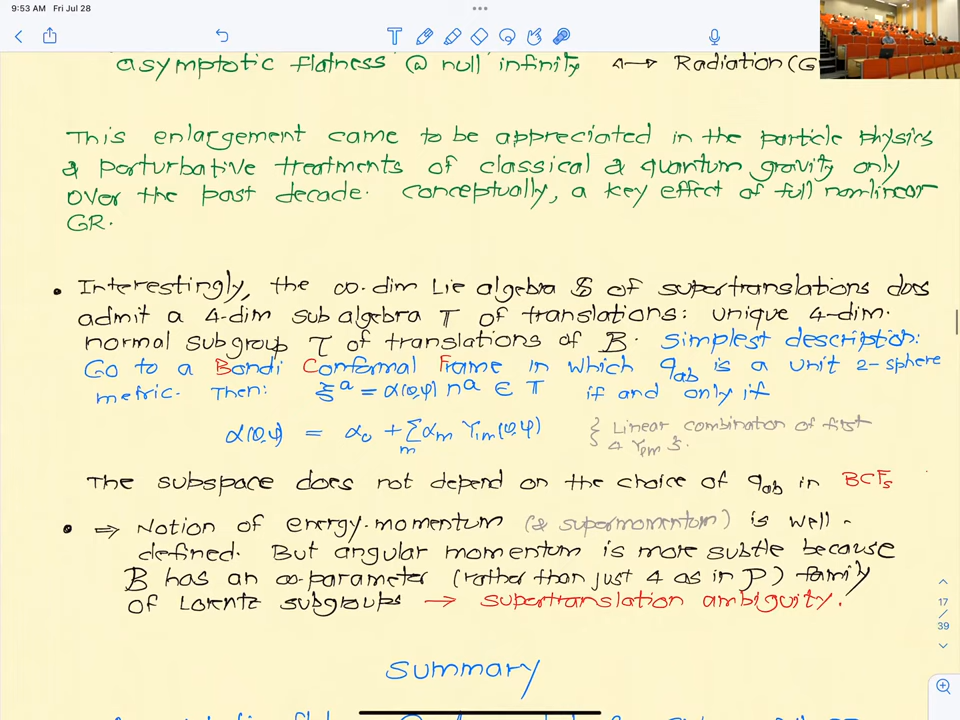 9:53 AM Fri Jul 28
asymptotic flatness @ null infinity ⟷ Radiation (G
This enlargement came to be appreciated in the particle physics
& porturbative treatments of classical & quantum gravity only
over the past decade. conceptually, a key effect of full nonlinear
GR.
• Interestingly, the ∞-dim Lie algebra S of supertranslations does
admit a 4-dim sub algebra T of translations: unique 4-dim.
normal subgroup 𝒯 of translations of B. Simplest description:
Go to a Bondi Conformal Frame in which q_ab is a unit 2-sphere
metric. Then: ξ^a = α(θ,φ) n^a ∈ T if and only if
α(θ,φ) = α_0 + Σ_m α_m Y_1m(θ,φ) { Linear combination of first
4 Y_ℓm s.
The subspace does not depend on the choice of q_ab in BCFs
• ⇒ Notion of energy-momentum (& supermomentum) is well-
defined. But angular momentum is more subtle because
B has an ∞-parameter (rather than just 4 as in P) family
of Lorentz subgroups → supertranslation ambiguity.
Summary
17
/
39